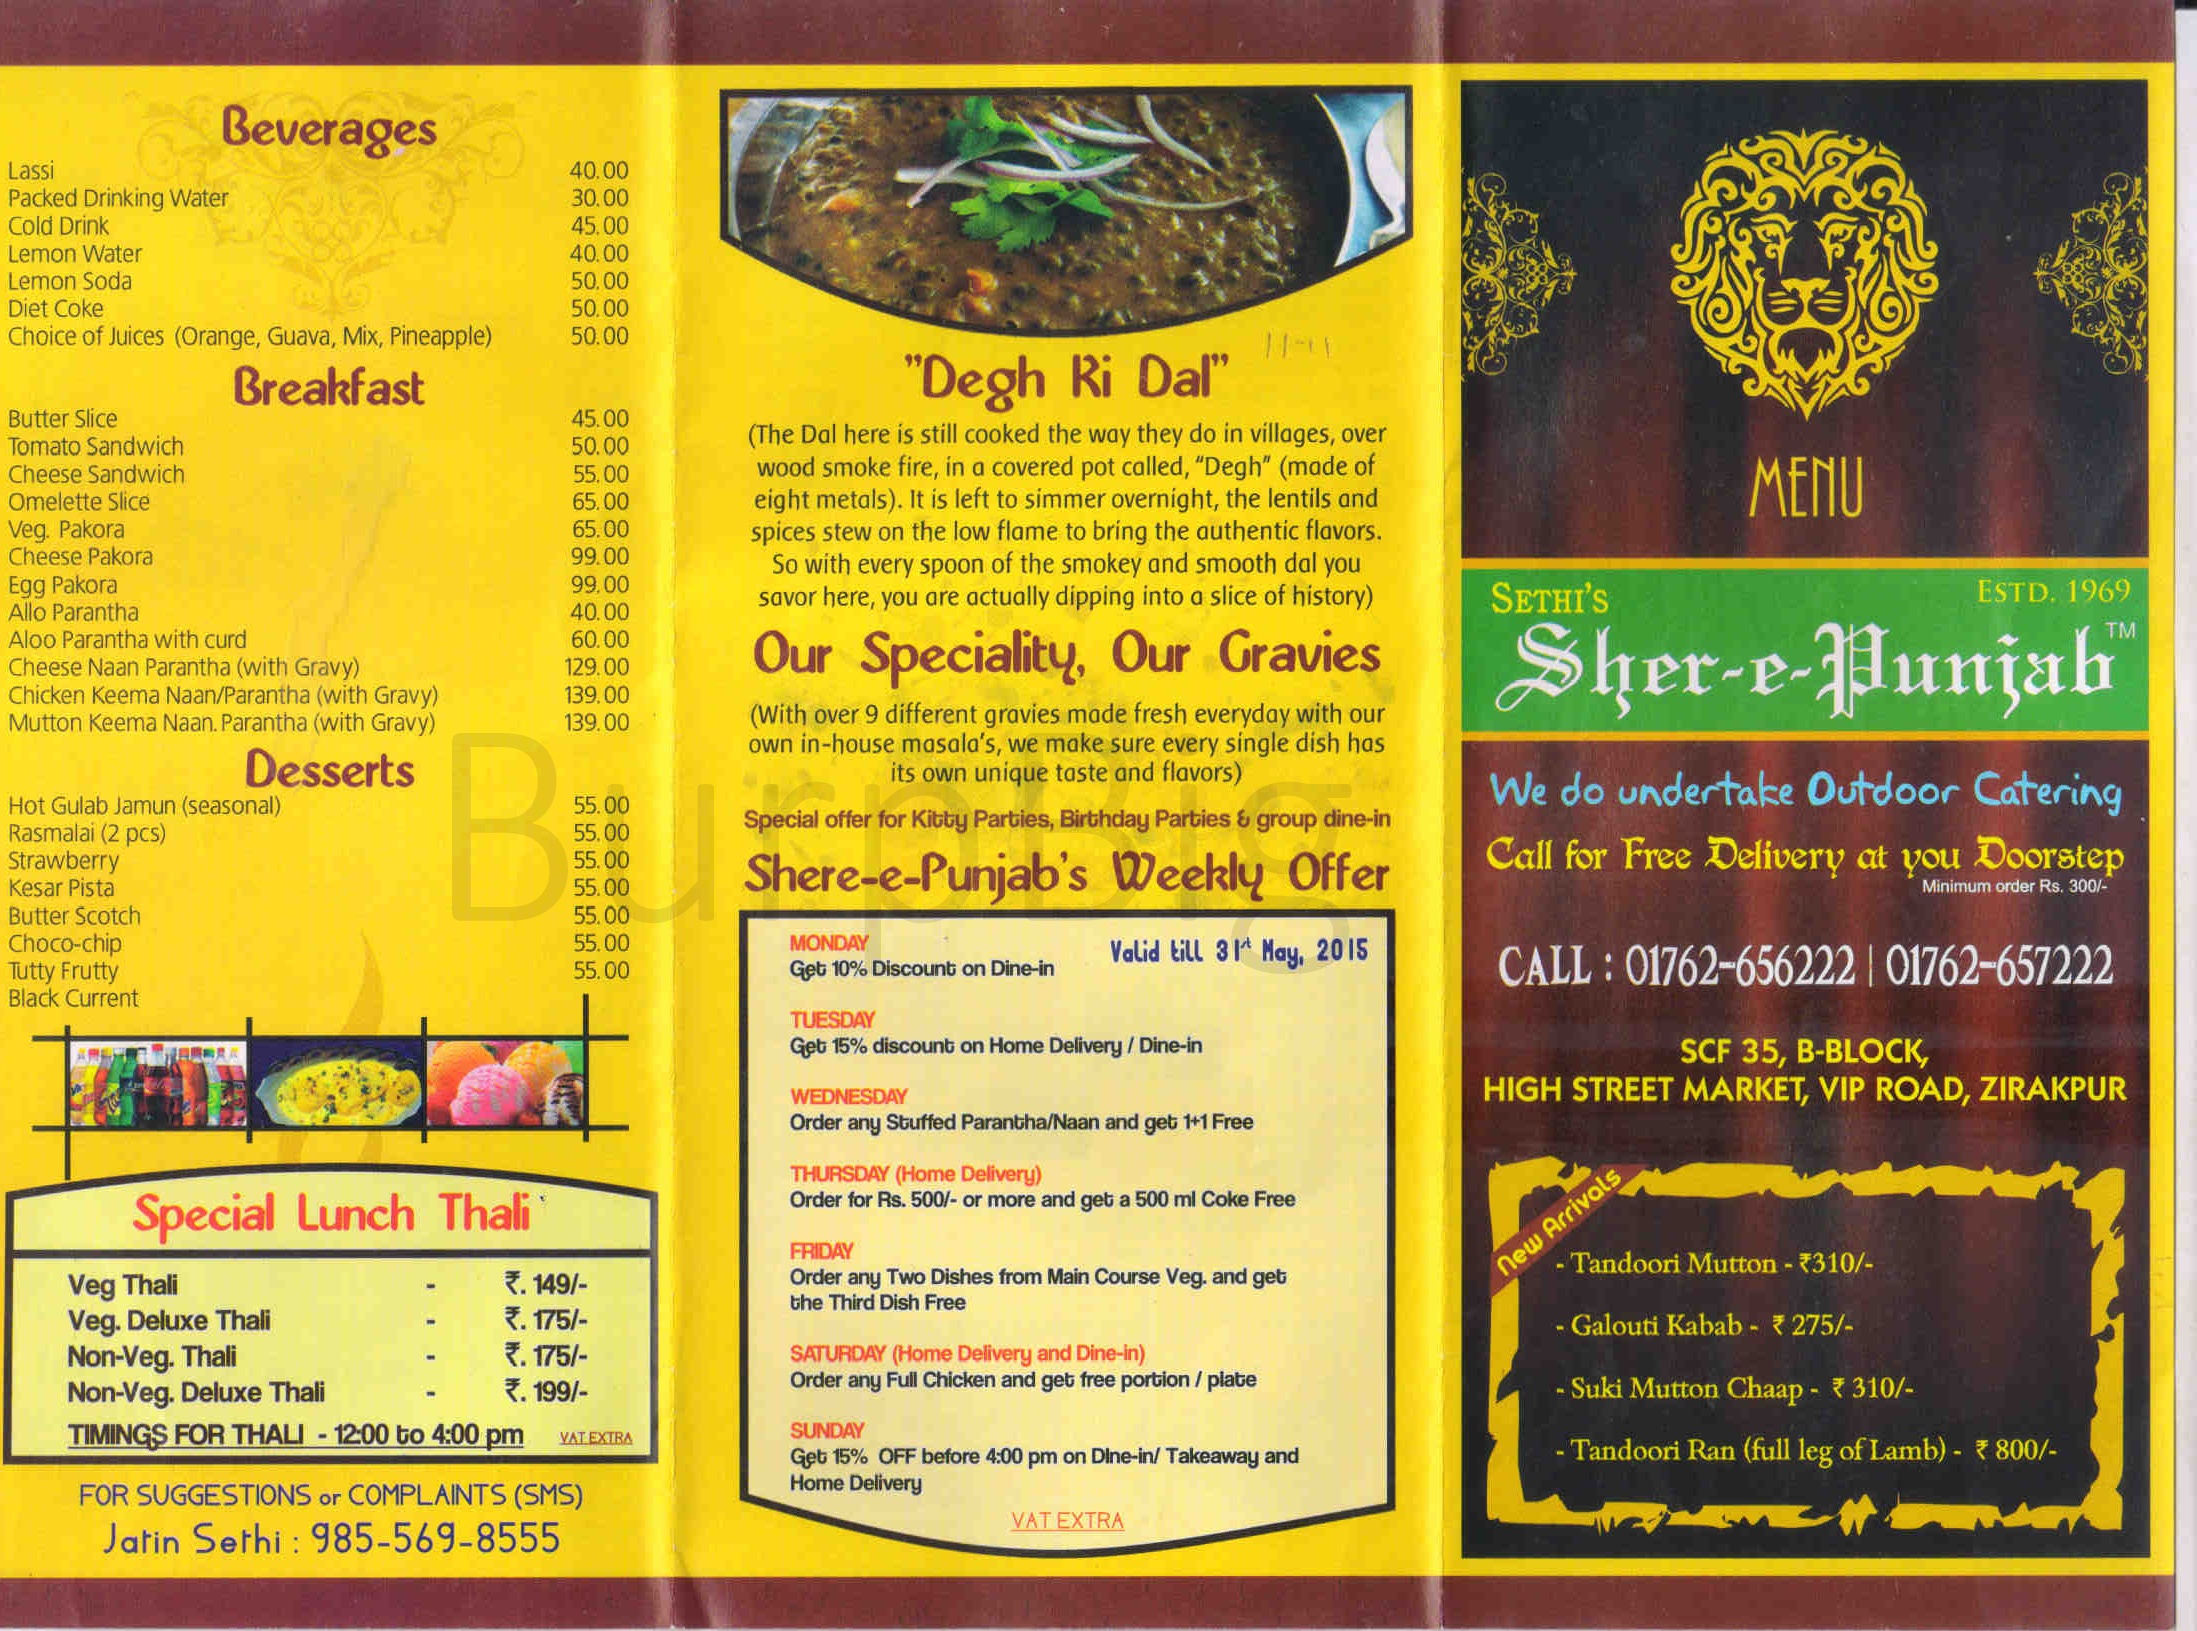 Beverages
Lassi 40.00
Packed Drinking Water 30.00
Cold Drink 45.00
Lemon Water 40.00
Lemon Soda 50.00
Diet Coke 50.00
Choice of Juices (Orange, Guava, Mix, Pineapple) 50.00
Breakfast
Butter Slice 45.00
Tomato Sandwich 50.00
Cheese Sandwich 55.00
Omelette Slice 65.00
Veg. Pakora 65.00
Cheese Pakora 99.00
Egg Pakora 99.00
Allo Parantha 40.00
Aloo Parantha with curd 60.00
Cheese Naan Parantha (with Gravy) 129.00
Chicken Keema Naan/Parantha (with Gravy) 139.00
Mutton Keema Naan. Parantha (with Gravy) 139.00
Desserts
Hot Gulab Jamun (seasonal) 55.00
Rasmalai (2 pcs) 55.00
Strawberry 55.00
Kesar Pista 55.00
Butter Scotch 55.00
Choco-chip 55.00
Tutty Frutty 55.00
Black Current
Special Lunch Thali
Veg Thali - ₹. 149/-
Veg. Deluxe Thali - ₹. 175/-
Non-Veg. Thali - ₹. 175/-
Non-Veg. Deluxe Thali - ₹. 199/-
TIMINGS FOR THALI - 12:00 to 4:00 pm VAT EXTRA
FOR SUGGESTIONS or COMPLAINTS (SMS)
Jatin Sethi : 985-569-8555
"Degh Ki Dal"
(The Dal here is still cooked the way they do in villages, over
wood smoke fire, in a covered pot called, "Degh" (made of
eight metals). It is left to simmer overnight, the lentils and
spices stew on the low flame to bring the authentic flavors.
So with every spoon of the smokey and smooth dal you
savor here, you are actually dipping into a slice of history)
Our Speciality, Our Gravies
(With over 9 different gravies made fresh everyday with our
own in-house masala's, we make sure every single dish has
its own unique taste and flavors)
Special offer for Kitty Parties, Birthday Parties & group dine-in
Shere-e-Punjab's Weekly Offer
MONDAY
Valid till 31st May, 2015
Get 10% Discount on Dine-in
TUESDAY
Get 15% discount on Home Delivery / Dine-in
WEDNESDAY
Order any Stuffed Parantha/Naan and get 1+1 Free
THURSDAY (Home Delivery)
Order for Rs. 500/- or more and get a 500 ml Coke Free
FRIDAY
Order any Two Dishes from Main Course Veg. and get
the Third Dish Free
SATURDAY (Home Delivery and Dine-in)
Order any Full Chicken and get free portion / plate
SUNDAY
Get 15% OFF before 4:00 pm on DIne-in/ Takeaway and
Home Delivery
VAT EXTRA
MENU
SETHI'S ESTD. 1969
Sher-e-Punjab™
We do undertake Outdoor Catering
Call for Free Delivery at you Doorstep
Minimum order Rs. 300/-
CALL : 01762-656222 | 01762-657222
SCF 35, B-BLOCK,
HIGH STREET MARKET, VIP ROAD, ZIRAKPUR
New Arrivals
- Tandoori Mutton - ₹310/-
- Galouti Kabab - ₹ 275/-
- Suki Mutton Chaap - ₹ 310/-
- Tandoori Ran (full leg of Lamb) - ₹ 800/-
BurpBig